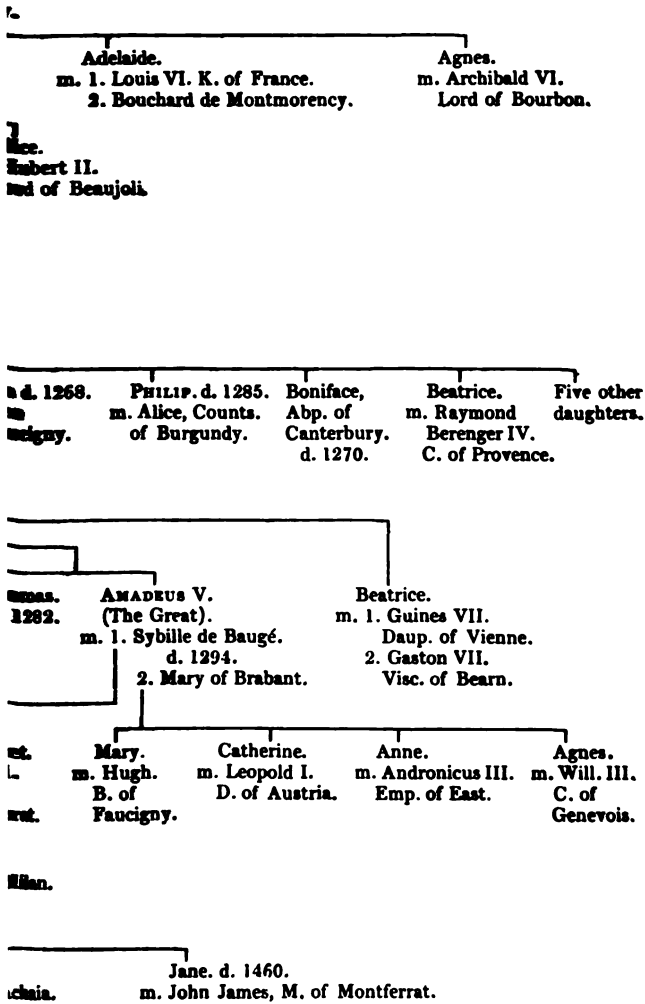 Adelaide.
m. 1. Louis VI. K. of France.
2. Bouchard de Montmorency.
Agnes.
m. Archibald VI.
Lord of Bourbon.
II.
of Beaujoli.
d. 1268.
PHILIP. d. 1285.
m. Alice, Counts.
of Burgundy.
Boniface,
Abp. of
Canterbury.
d. 1270.
Beatrice.
m. Raymond
Berenger IV.
C. of Provence.
Five other
daughters.
1282.
AMADEUS V.
(The Great).
m. 1. Sybille de Baugé.
d. 1294.
2. Mary of Brabant.
Beatrice.
m. 1. Guines VII.
Daup. of Vienne.
2. Gaston VII.
Visc. of Bearn.
Mary.
m. Hugh.
B. of
Faucigny.
Catherine.
m. Leopold I.
D. of Austria.
Anne.
m. Andronicus III.
Emp. of East.
Agnes.
m. Will. III.
C. of
Genevois.
Jane. d. 1460.
m. John James, M. of Montferrat.